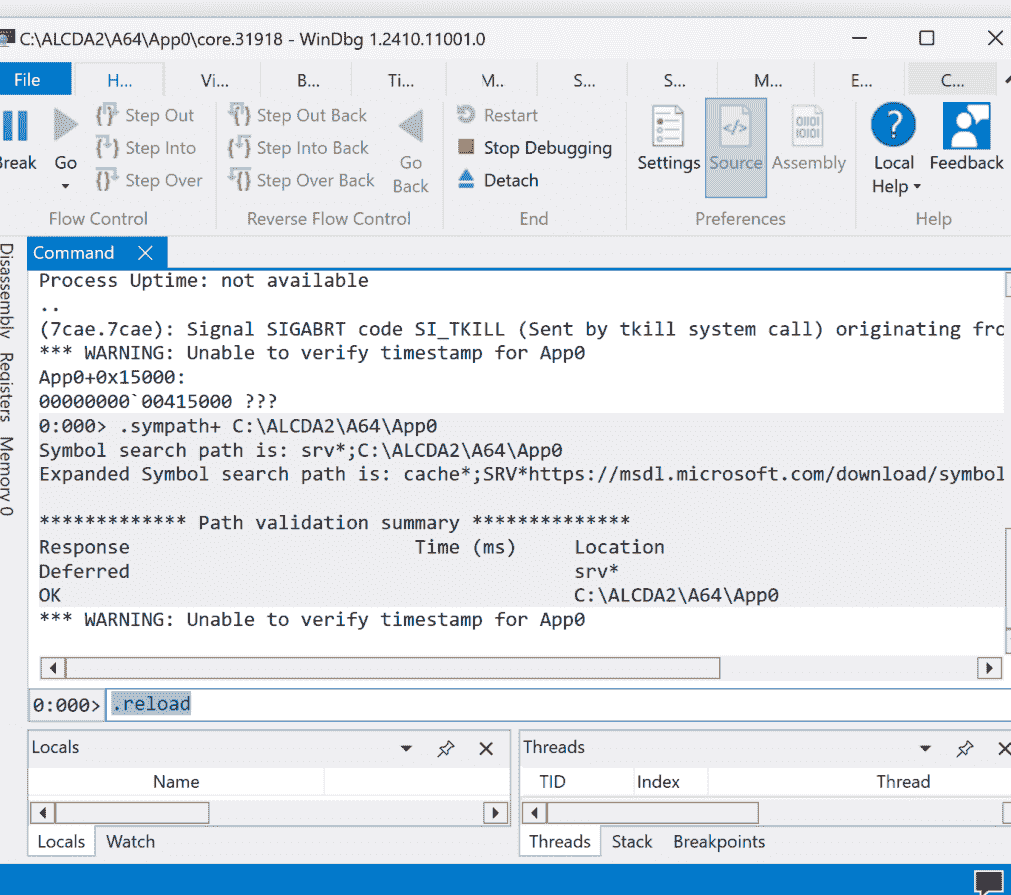 C:\ALCDA2\A64\App0\core.31918 - WinDbg 1.2410.11001.0
File H... Vi... B... Ti... M.. S... S... M... E... C...
Break
Go
Step Out
Step Into
Step Over
Flow Control
Step Out Back
Step Into Back
Step Over Back
Go
Back
Reverse Flow Control
Restart
Stop Debugging
Detach
End
Settings
Source
Assembly
Preferences
Local
Help
Feedback
Help
Disassembly
Registers
Memory 0
Command
Process Uptime: not available
..
(7cae.7cae): Signal SIGABRT code SI_TKILL (Sent by tkill system call) originating fro
*** WARNING: Unable to verify timestamp for App0
App0+0x15000:
00000000`00415000 ???
0:000> .sympath+ C:\ALCDA2\A64\App0
Symbol search path is: srv*;C:\ALCDA2\A64\App0
Expanded Symbol search path is: cache*;SRV*https://msdl.microsoft.com/download/symbol
************* Path validation summary **************
Response Time (ms) Location
Deferred srv*
OK C:\ALCDA2\A64\App0
*** WARNING: Unable to verify timestamp for App0
0:000> .reload
Locals
Name
Locals Watch
Threads
TID Index Thread
Threads Stack Breakpoints